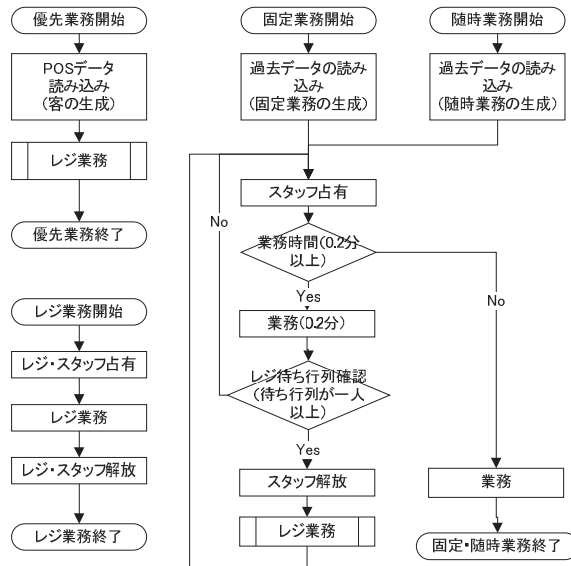 優先業務開始
POSデータ
読み込み
(客の生成)
レジ業務
優先業務終了
レジ業務開始
レジ・スタッフ占有
レジ業務
レジ・スタッフ解放
レジ業務終了
固定業務開始
過去データの読み
込み
(固定業務の生成)
随時業務開始
過去データの読み
込み
(随時業務の生成)
スタッフ占有
No
業務時間(0.2分
以上)
Yes
No
業務(0.2分)
レジ待ち行列確認
(待ち行列が一人
以上)
Yes
スタッフ解放
レジ業務
業務
固定・随時業務終了